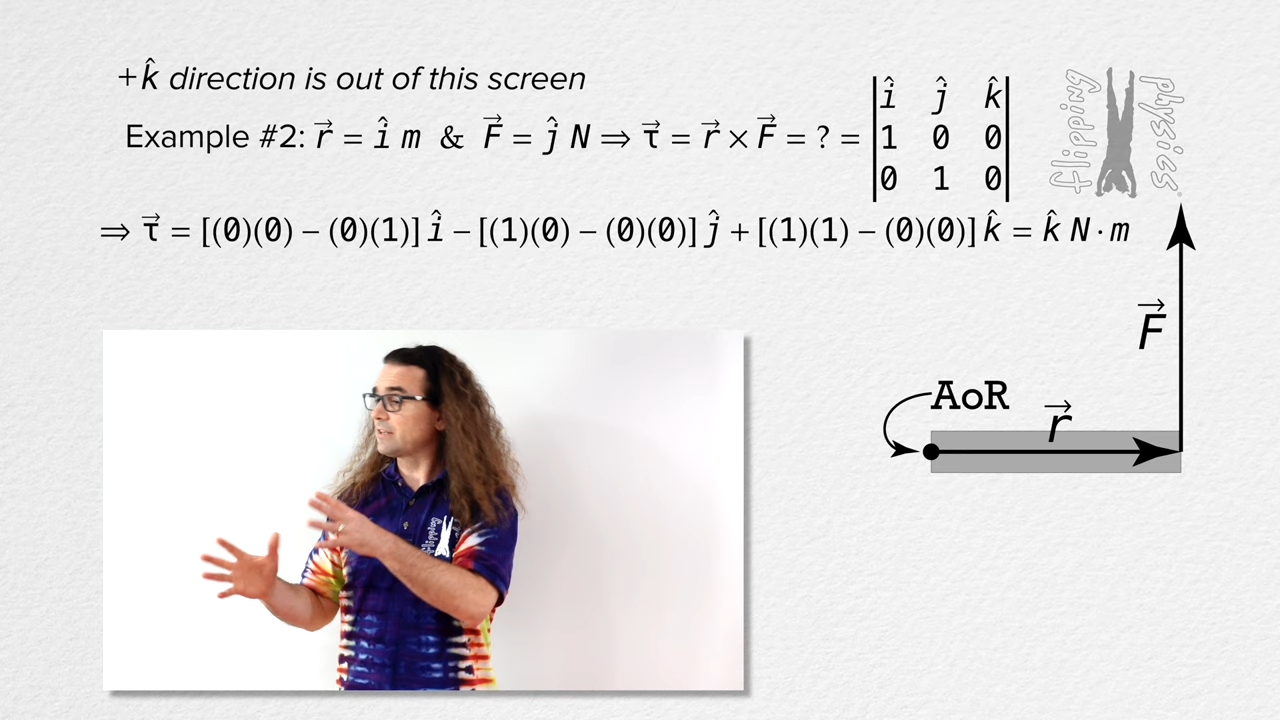 +k̂ direction is out of this screen
Example #2: r⃗ = î m & F⃗ = ĵ N ⇒ τ⃗ = r⃗ × F⃗ = ? = | î ĵ k̂ |
| 1 0 0 |
| 0 1 0 |
flipping physics
⇒ τ⃗ = [(0)(0) − (0)(1)] î − [(1)(0) − (0)(0)] ĵ + [(1)(1) − (0)(0)] k̂ = k̂ N · m
F⃗
AoR
r⃗
flipping